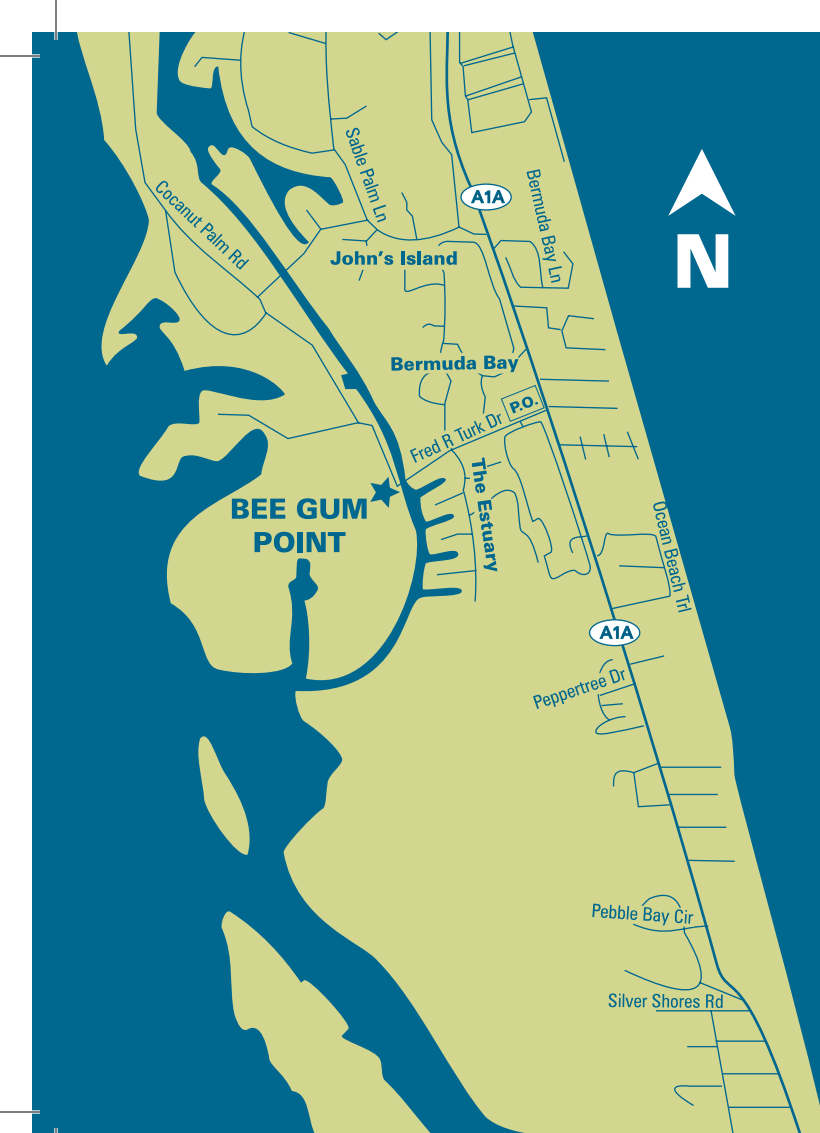 Sable Palm Ln
A1A
Bermuda Bay Ln
Cocanut Palm Rd
N
John's Island
Bermuda Bay
P.O.
Fred R Turk Dr
The Estuary
BEE GUM
POINT
Ocean Beach Trl
A1A
Peppertree Dr
Pebble Bay Cir
Silver Shores Rd